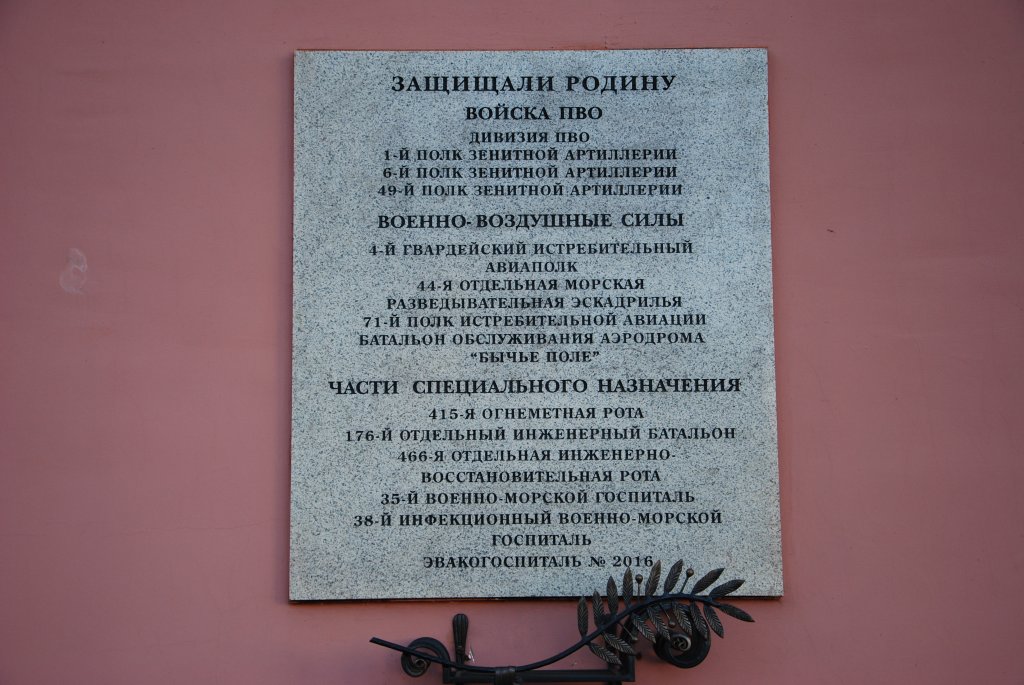 ЗАЩИЩАЛИ РОДИНУ
ВОЙСКА ПВО
ДИВИЗИЯ ПВО
1-Й ПОЛК ЗЕНИТНОЙ АРТИЛЛЕРИИ
6-Й ПОЛК ЗЕНИТНОЙ АРТИЛЛЕРИИ
49-Й ПОЛК ЗЕНИТНОЙ АРТИЛЛЕРИИ
ВОЕННО-ВОЗДУШНЫЕ СИЛЫ
4-Й ГВАРДЕЙСКИЙ ИСТРЕБИТЕЛЬНЫЙ
АВИАПОЛК
44-Я ОТДЕЛЬНАЯ МОРСКАЯ
РАЗВЕДЫВАТЕЛЬНАЯ ЭСКАДРИЛЬЯ
71-Й ПОЛК ИСТРЕБИТЕЛЬНОЙ АВИАЦИИ
БАТАЛЬОН ОБСЛУЖИВАНИЯ АЭРОДРОМА
"БЫЧЬЕ ПОЛЕ"
ЧАСТИ СПЕЦИАЛЬНОГО НАЗНАЧЕНИЯ
415-Я ОГНЕМЕТНАЯ РОТА
176-Й ОТДЕЛЬНЫЙ ИНЖЕНЕРНЫЙ БАТАЛЬОН
466-Я ОТДЕЛЬНАЯ ИНЖЕНЕРНО-
ВОССТАНОВИТЕЛЬНАЯ РОТА
35-Й ВОЕННО-МОРСКОЙ ГОСПИТАЛЬ
38-Й ИНФЕКЦИОННЫЙ ВОЕННО-МОРСКОЙ
ГОСПИТАЛЬ
ЭВАКОГОСПИТАЛЬ № 2016